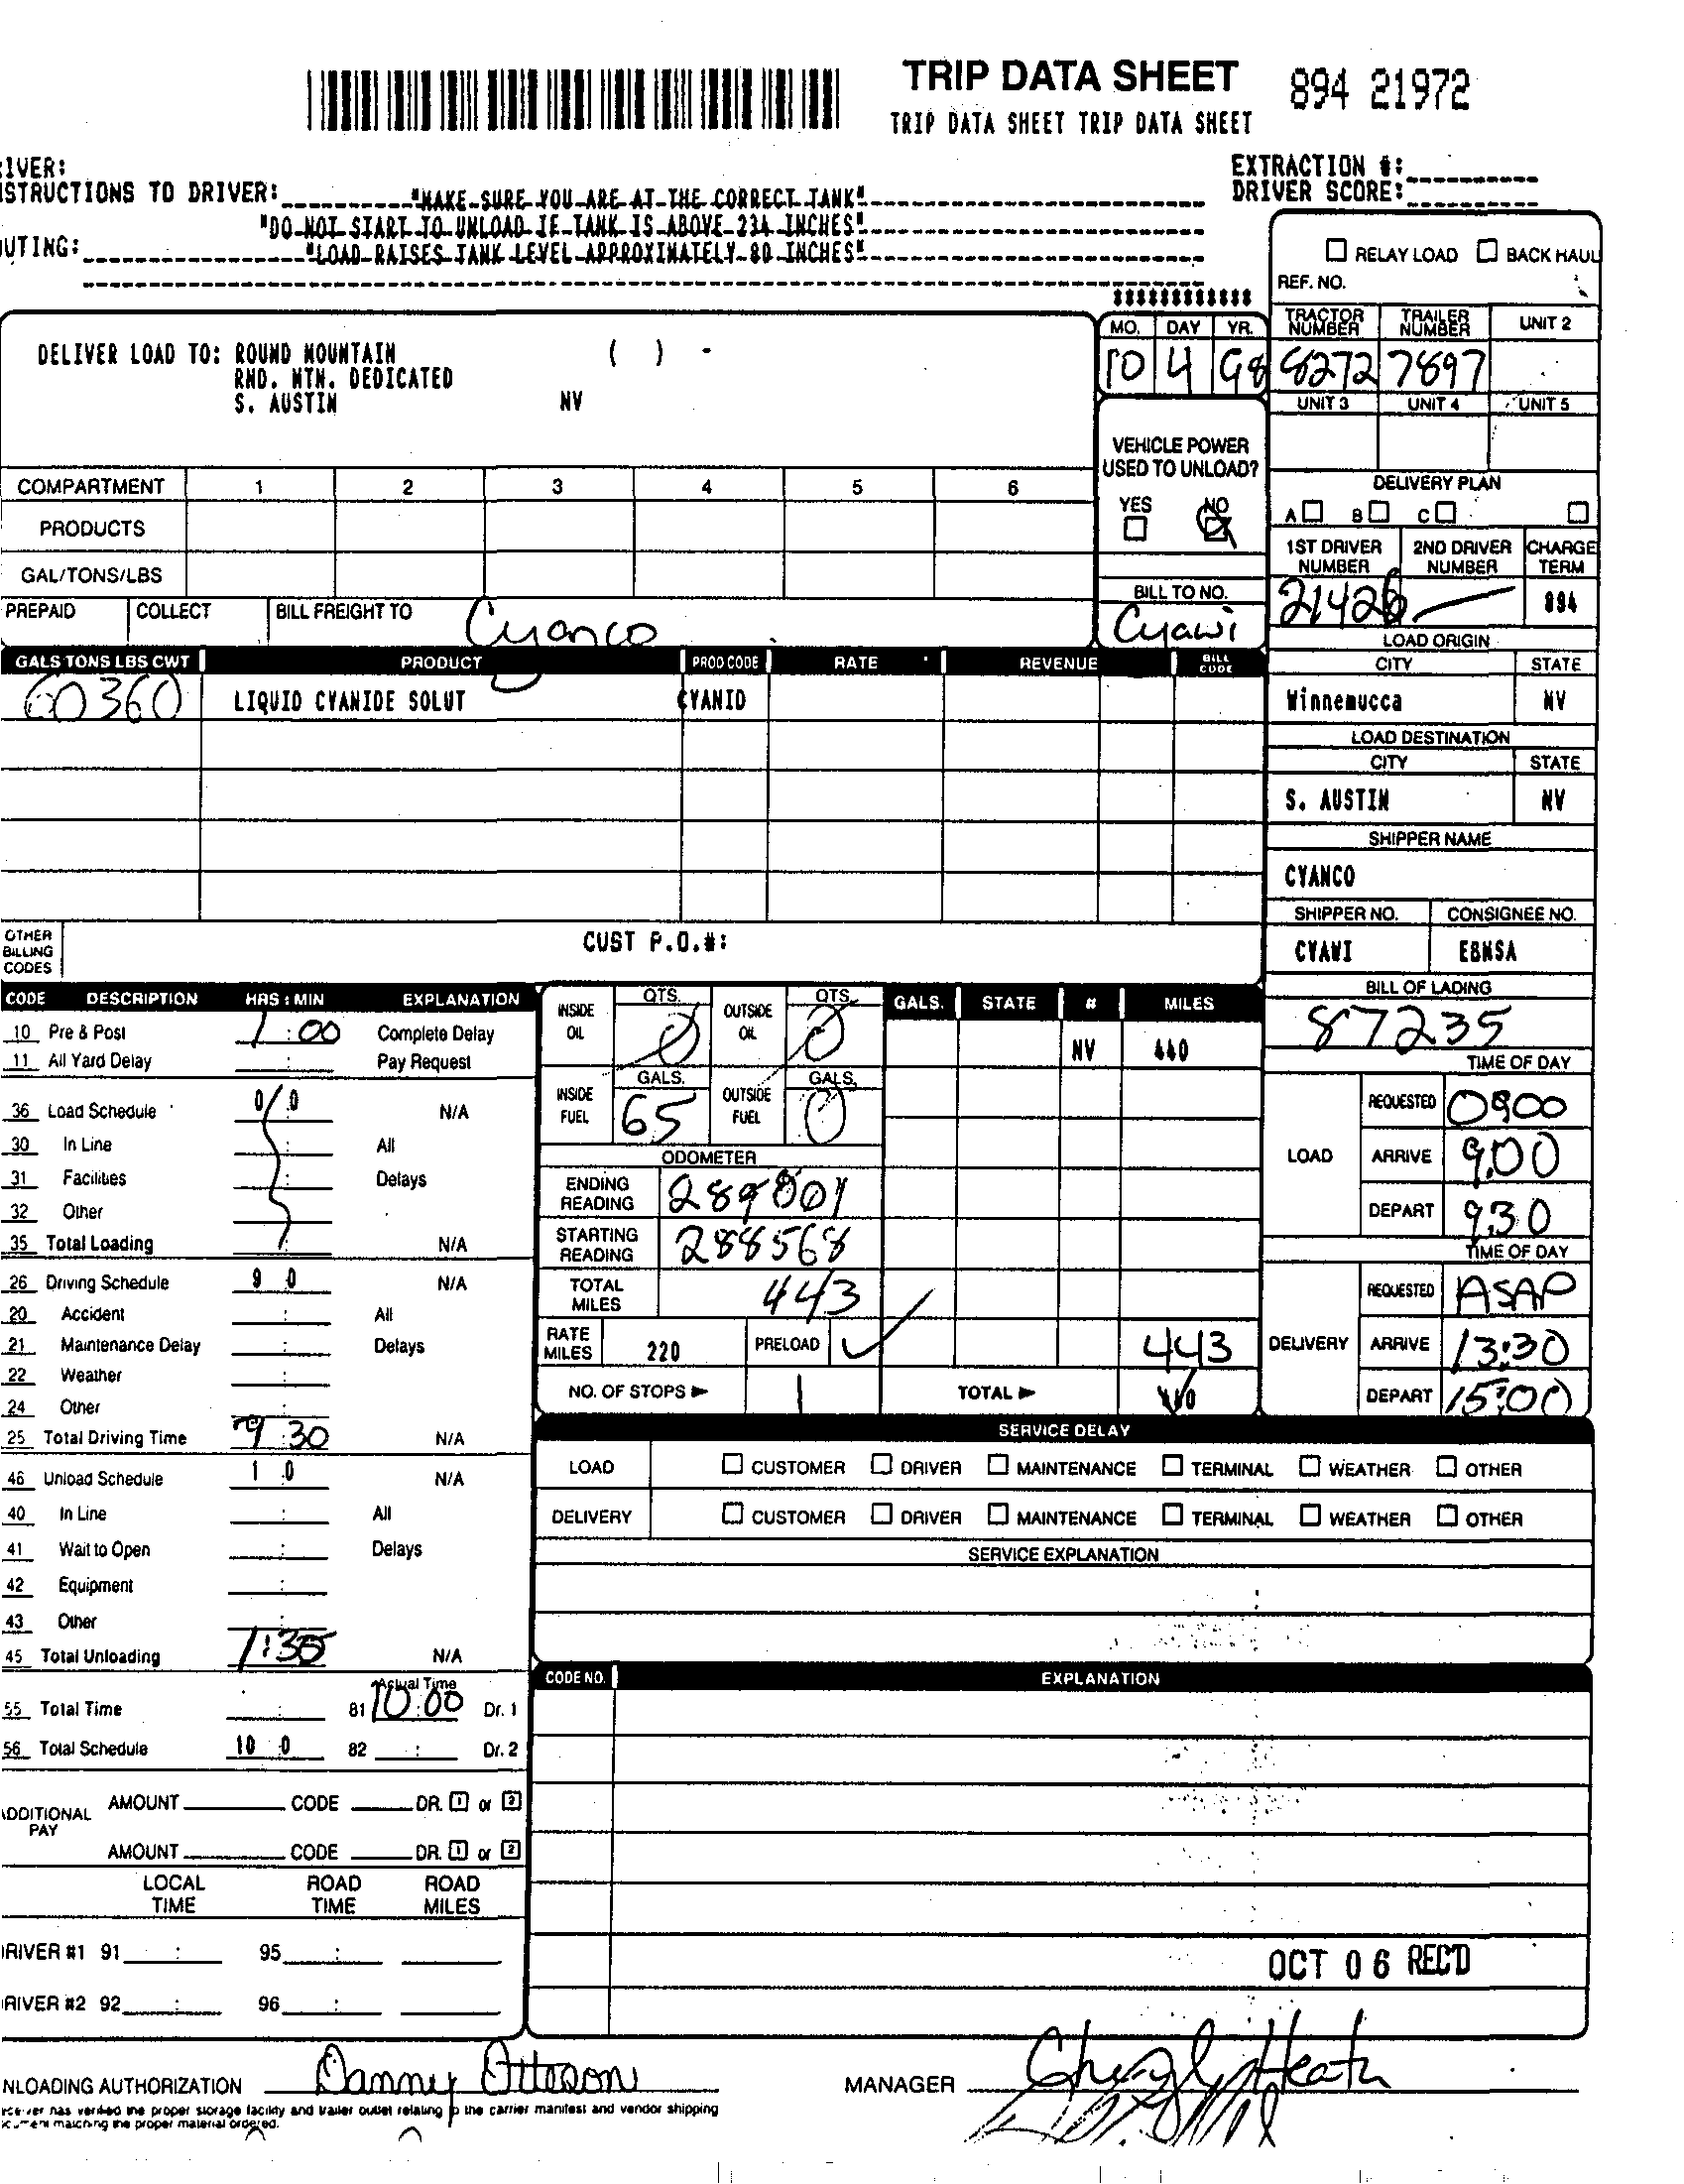 TRIP DATA SHEET 894 21972
TRIP DATA SHEET TRIP DATA SHEET
IVER: EXTRACTION #:
STRUCTIONS TO DRIVER: "MAKE SURE YOU ARE AT THE CORRECT TANK" DRIVER SCORE:
"DO NOT START TO UNLOAD IF TANK IS ABOVE 234 INCHES"
UTING: "LOAD RAISES TANK LEVEL APPROXIMATELY 80 INCHES"
RELAY LOAD BACK HAUL
REF. NO.
************
MO. DAY YR. TRACTOR NUMBER TRAILER NUMBER UNIT 2
DELIVER LOAD TO: ROUND MOUNTAIN ( ) -
10 4 98 8272 7897
RND. MTN. DEDICATED
S. AUSTIN NV
UNIT 3 UNIT 4 UNIT 5
VEHICLE POWER
USED TO UNLOAD?
YES NO
DELIVERY PLAN
A B C
COMPARTMENT 1 2 3 4 5 6
PRODUCTS
GAL/TONS/LBS
1ST DRIVER NUMBER 2ND DRIVER NUMBER CHARGE TERM
21426 894
PREPAID COLLECT BILL FREIGHT TO Cyanco
BILL TO NO.
Cyawi
LOAD ORIGIN
GALS TONS LBS CWT PRODUCT PROD CODE RATE REVENUE BILL CODE
CITY STATE
60360 LIQUID CYANIDE SOLUT CYANID
Winnemucca NV
LOAD DESTINATION
CITY STATE
S. AUSTIN NV
SHIPPER NAME
CYANCO
SHIPPER NO. CONSIGNEE NO.
CYAWI EBMSA
OTHER BILLING CODES CUST P.O.#:
BILL OF LADING
87235
CODE DESCRIPTION HRS : MIN EXPLANATION
10 Pre & Post 1:00 Complete Delay
11 All Yard Delay : Pay Request
36 Load Schedule 0 0 N/A
30 In Line : All
31 Facilities : Delays
32 Other :
35 Total Loading : N/A
26 Driving Schedule 9 0 N/A
20 Accident : All
21 Maintenance Delay : Delays
22 Weather :
24 Other :
25 Total Driving Time 9 30 N/A
46 Unload Schedule 1 0 N/A
40 In Line : All
41 Wait to Open : Delays
42 Equipment :
43 Other :
45 Total Unloading 1:30 N/A
Actual Time
55 Total Time : 81 10:00 Dr. 1
56 Total Schedule 10 0 82 : Dr. 2
ADDITIONAL PAY
AMOUNT CODE DR. 1 or 2
AMOUNT CODE DR. 1 or 2
LOCAL TIME ROAD TIME ROAD MILES
RIVER #1 91 : 95 :
RIVER #2 92 : 96 :
INSIDE OIL QTS. 0 OUTSIDE OIL QTS. 0
INSIDE FUEL GALS. 65 OUTSIDE FUEL GALS. 0
ODOMETER
ENDING READING
STARTING READING 288568
TOTAL MILES 443
RATE MILES 220 PRELOAD ✓
NO. OF STOPS 1
GALS. STATE # MILES
NV 440
443
TOTAL 440
TIME OF DAY
LOAD
REQUESTED 0900
ARRIVE 9:00
DEPART 930
TIME OF DAY
DELIVERY
REQUESTED ASAP
ARRIVE 13:30
DEPART 15:00
SERVICE DELAY
LOAD CUSTOMER DRIVER MAINTENANCE TERMINAL WEATHER OTHER
DELIVERY CUSTOMER DRIVER MAINTENANCE TERMINAL WEATHER OTHER
SERVICE EXPLANATION
CODE NO. EXPLANATION
OCT 06 REC'D
NLOADING AUTHORIZATION Danny Otteson MANAGER Cheryl Heath
has verified the proper storage facility and trailer outlet relating to the carrier manifest and vendor shipping
matching the proper material ordered.